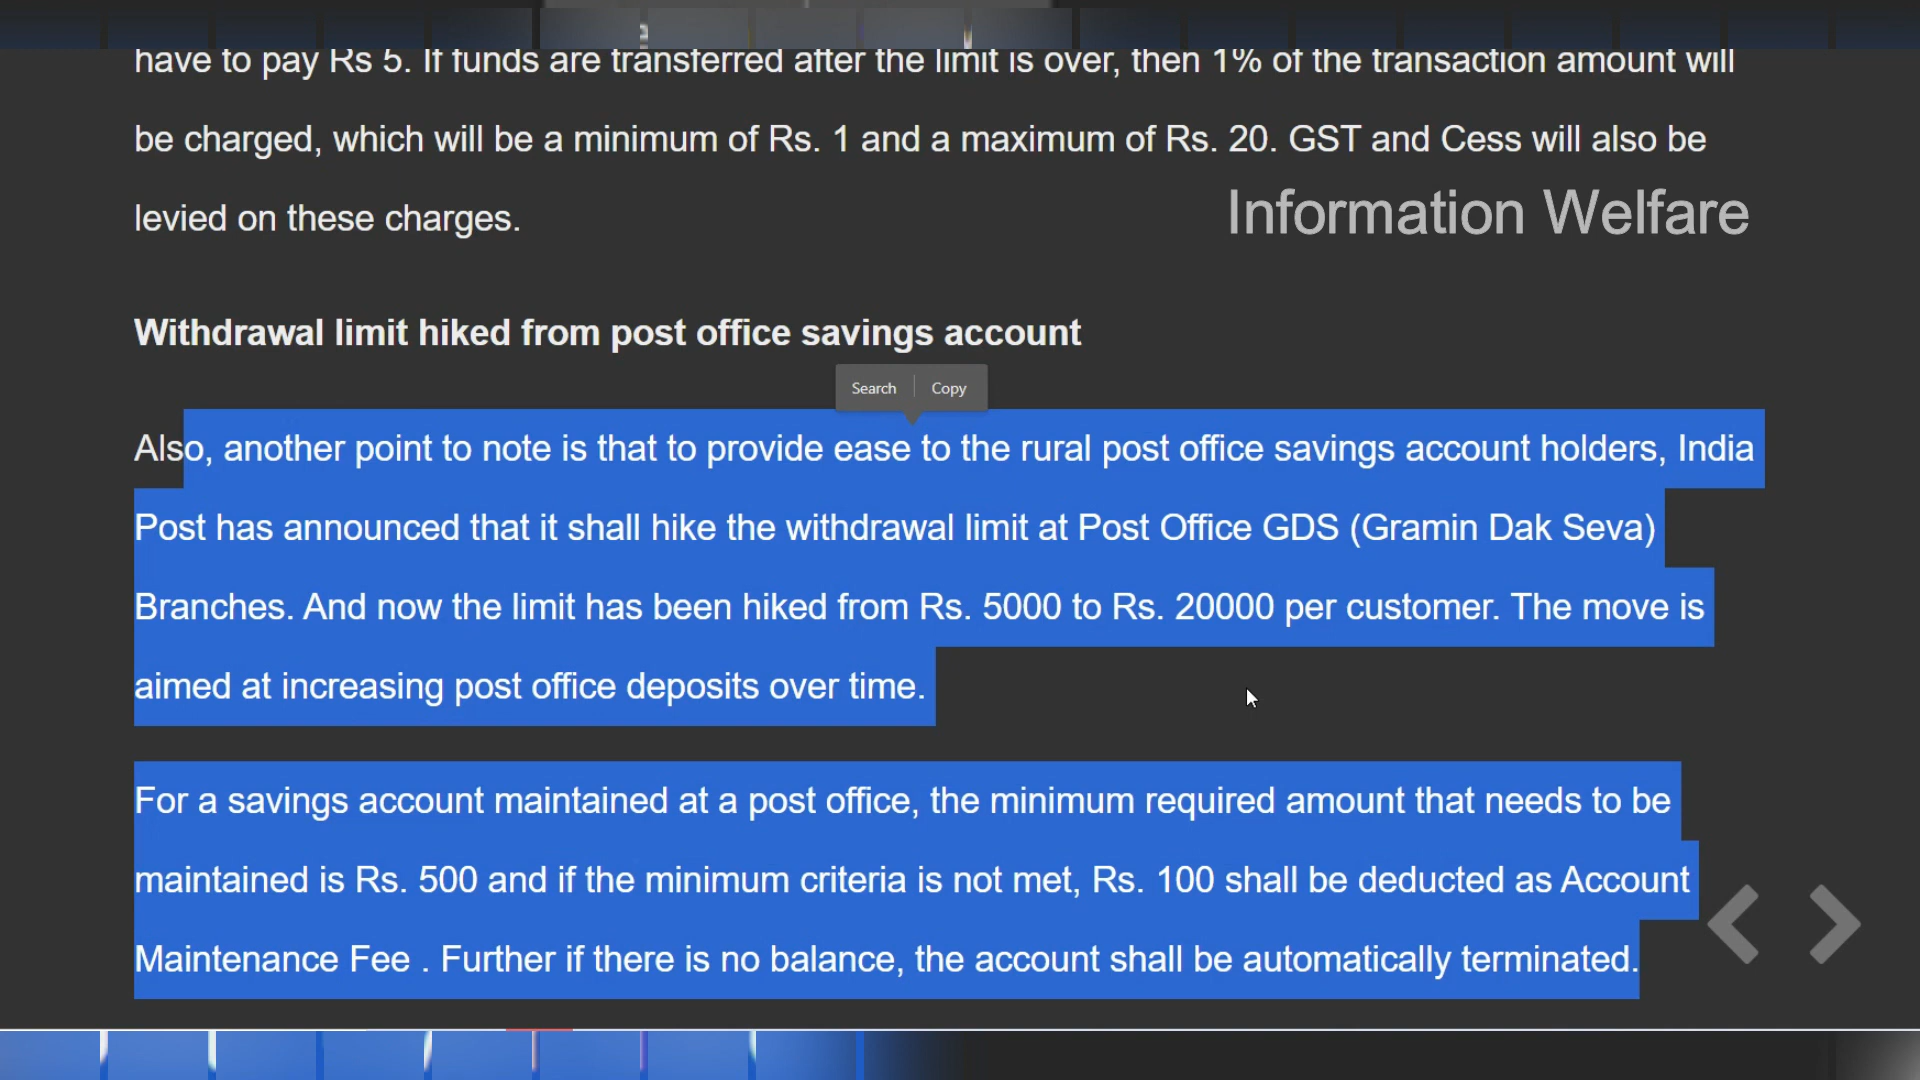 have to pay Rs 5. If funds are transferred after the limit is over, then 1% of the transaction amount will
be charged, which will be a minimum of Rs. 1 and a maximum of Rs. 20. GST and Cess will also be
levied on these charges.
Information Welfare
Withdrawal limit hiked from post office savings account
Search Copy
Also, another point to note is that to provide ease to the rural post office savings account holders, India
Post has announced that it shall hike the withdrawal limit at Post Office GDS (Gramin Dak Seva)
Branches. And now the limit has been hiked from Rs. 5000 to Rs. 20000 per customer. The move is
aimed at increasing post office deposits over time.
For a savings account maintained at a post office, the minimum required amount that needs to be
maintained is Rs. 500 and if the minimum criteria is not met, Rs. 100 shall be deducted as Account
Maintenance Fee . Further if there is no balance, the account shall be automatically terminated.